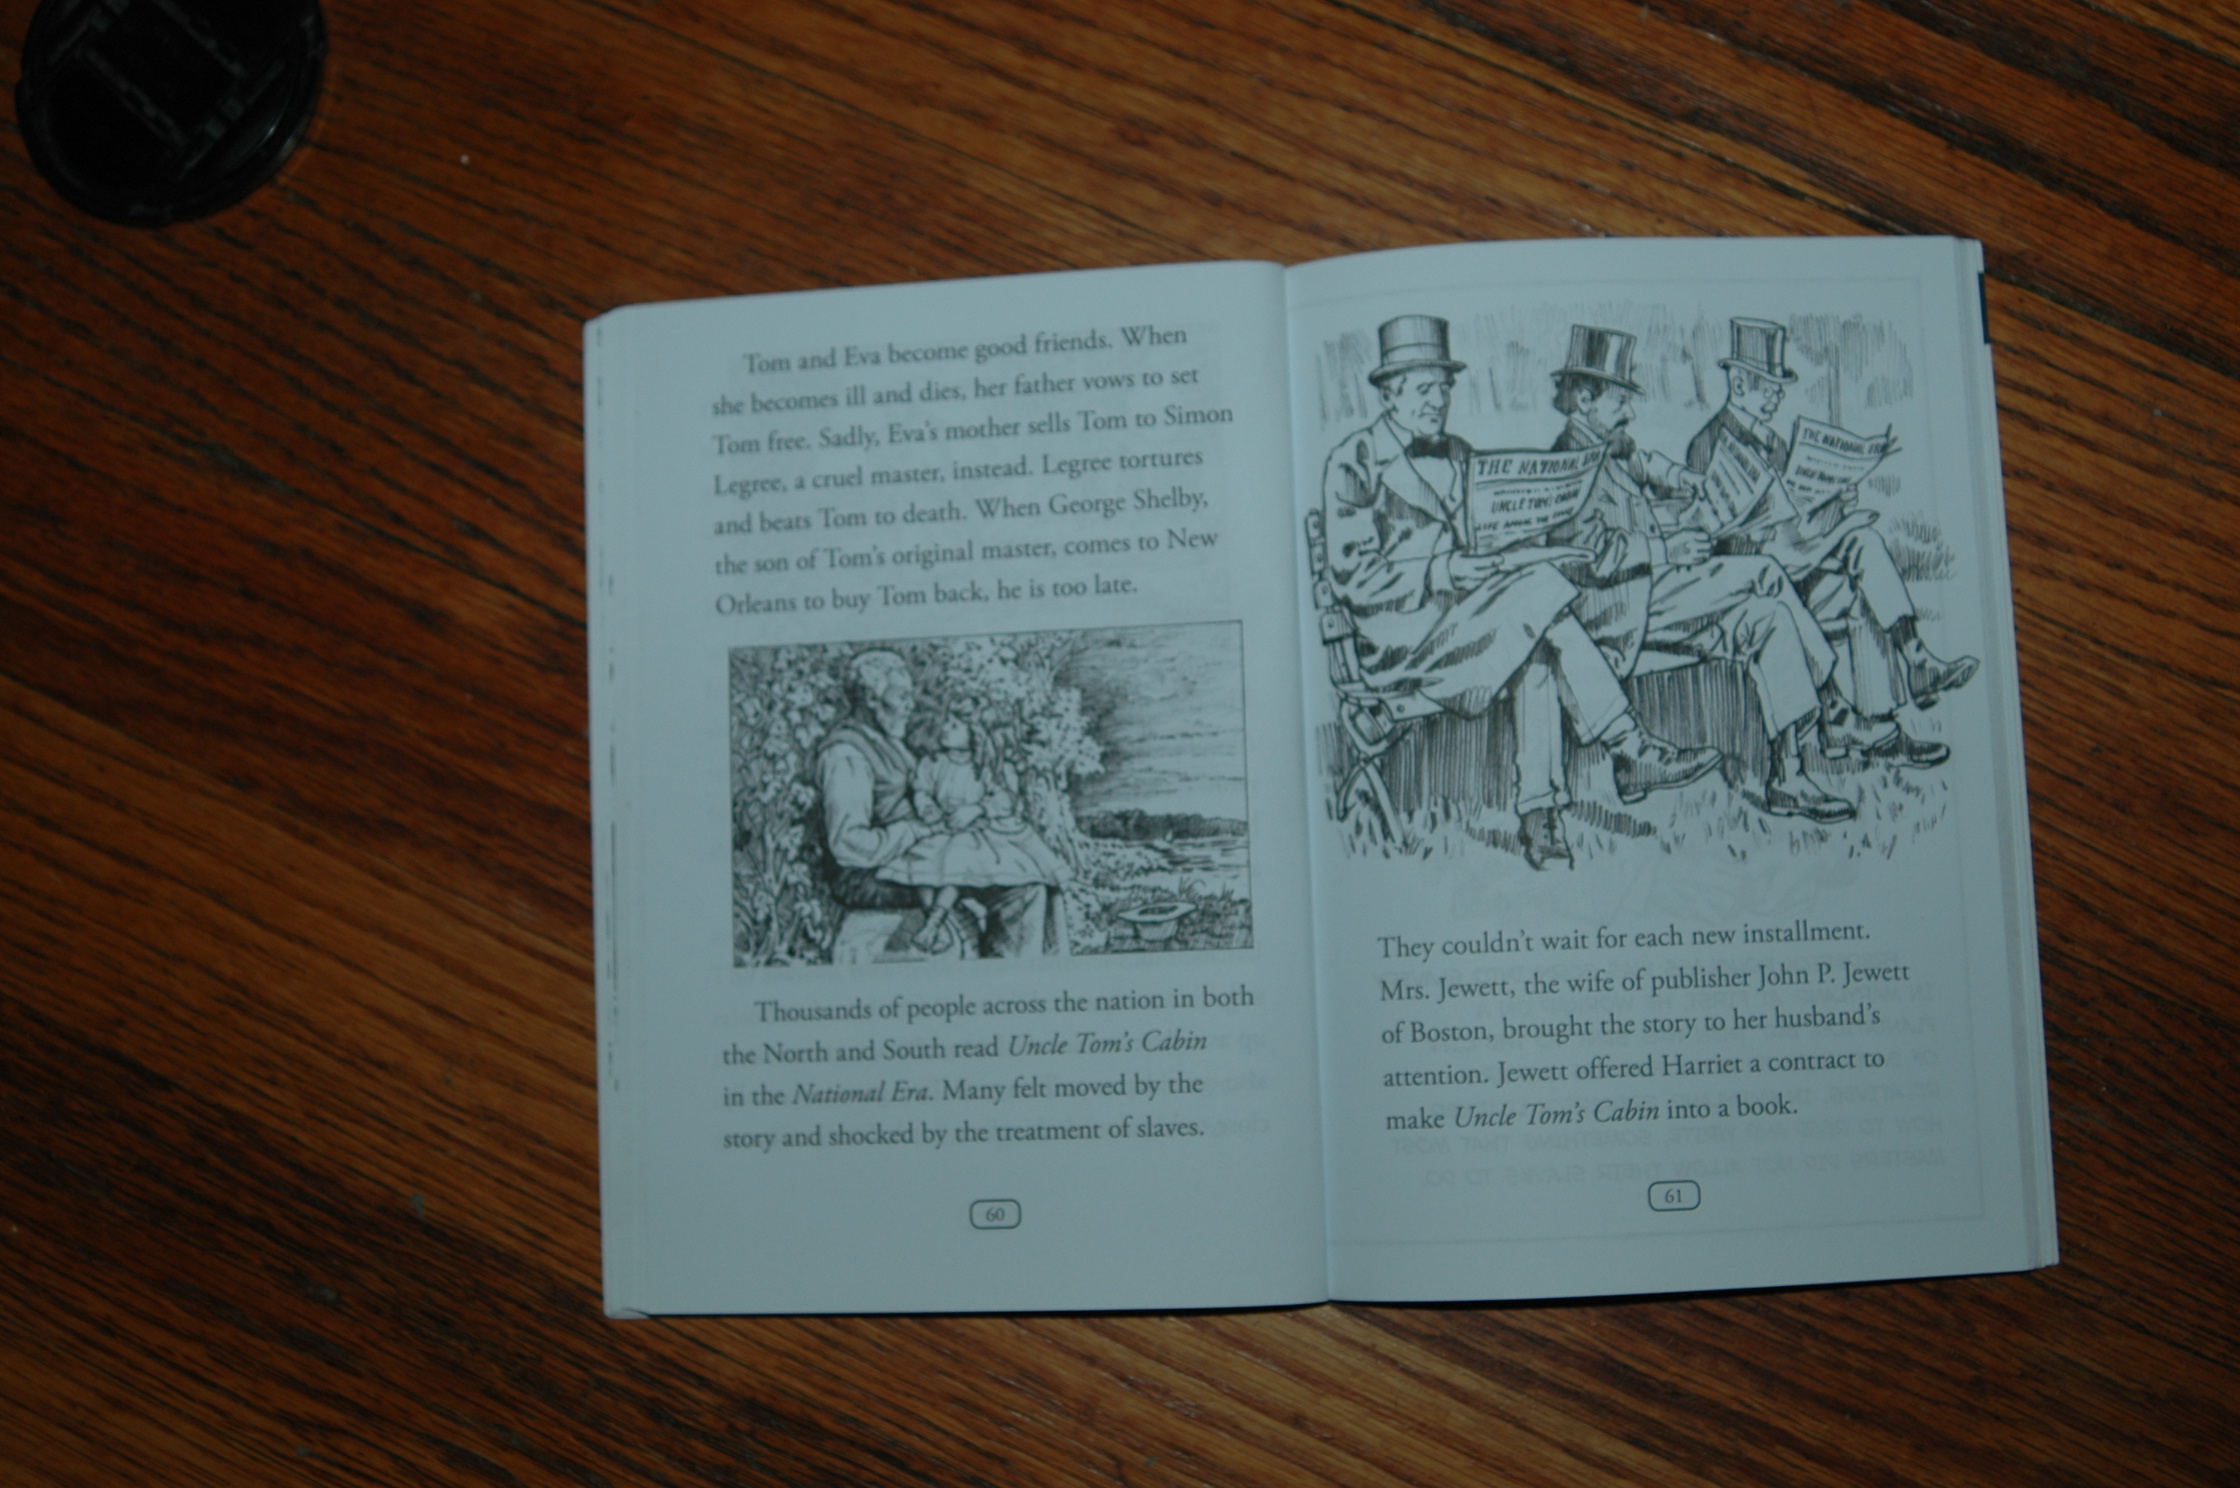 Tom and Eva become good friends. When
she becomes ill and dies, her father vows to set
Tom free. Sadly, Eva's mother sells Tom to Simon
Legree, a cruel master, instead. Legree tortures
and beats Tom to death. When George Shelby,
the son of Tom's original master, comes to New
Orleans to buy Tom back, he is too late.
Thousands of people across the nation in both
the North and South read Uncle Tom's Cabin
in the National Era. Many felt moved by the
story and shocked by the treatment of slaves.
60
THE NATIONAL ERA
UNCLE TOM'S CABIN
LIFE AMONG THE
THE NATIONAL ERA
They couldn't wait for each new installment.
Mrs. Jewett, the wife of publisher John P. Jewett
of Boston, brought the story to her husband's
attention. Jewett offered Harriet a contract to
make Uncle Tom's Cabin into a book.
61